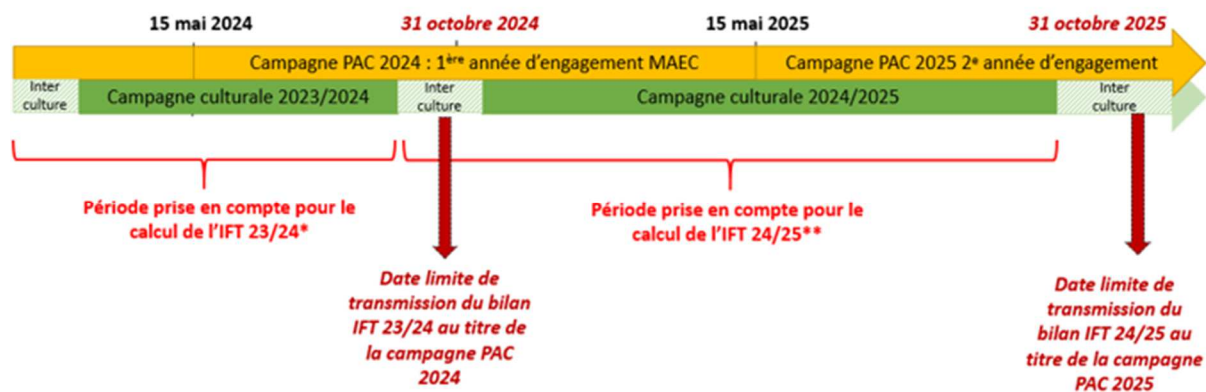 15 mai 2024
31 octobre 2024
15 mai 2025
31 octobre 2025
Campagne PAC 2024 : 1ère année d’engagement MAEC
Campagne PAC 2025 2e année d’engagement
Inter
culture
Campagne culturale 2023/2024
Inter
culture
Campagne culturale 2024/2025
Inter
culture
Période prise en compte pour le
calcul de l’IFT 23/24*
Période prise en compte pour le
calcul de l’IFT 24/25**
Date limite de
transmission du bilan
IFT 23/24 au titre de
la campagne PAC
2024
Date limite de
transmission du
bilan IFT 24/25 au
titre de la campagne
PAC 2025